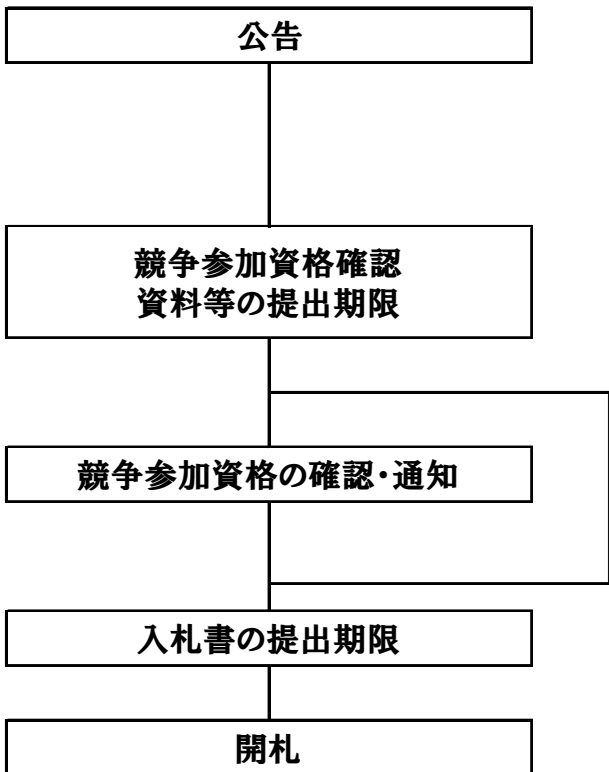 公告
競争参加資格確認
資料等の提出期限
競争参加資格の確認・通知
入札書の提出期限
開札